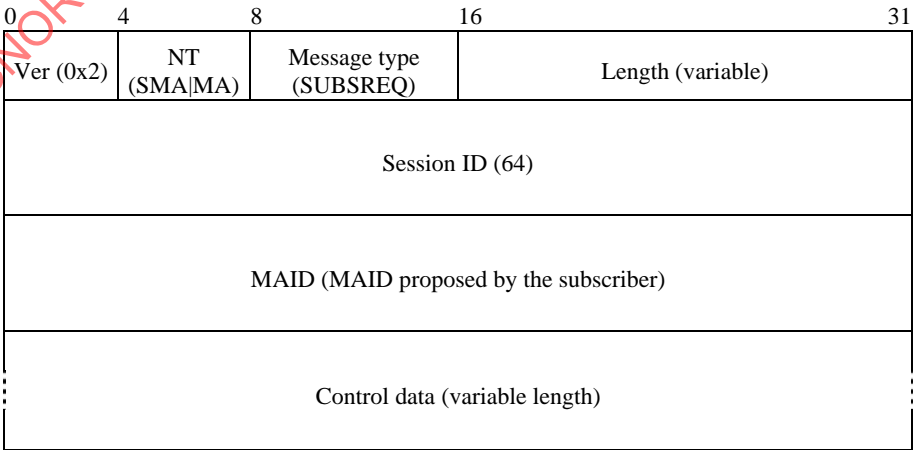 0 4 8 16 31
Ver (0x2)
NT
(SMA|MA)
Message type
(SUBSREQ)
Length (variable)
Session ID (64)
MAID (MAID proposed by the subscriber)
Control data (variable length)